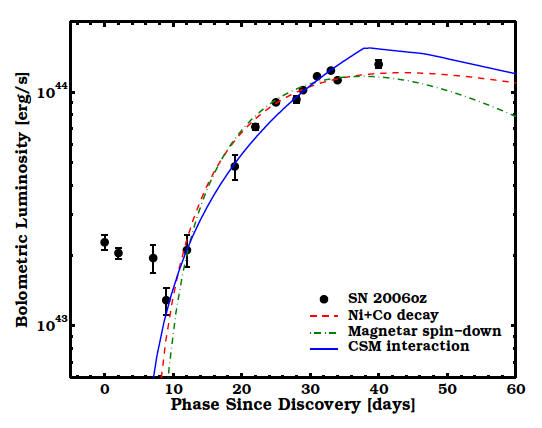 Bolometric Luminosity [erg/s]
10^44
10^43
SN 2006oz
Ni+Co decay
Magnetar spin-down
CSM interaction
0 10 20 30 40 50 60
Phase Since Discovery [days]